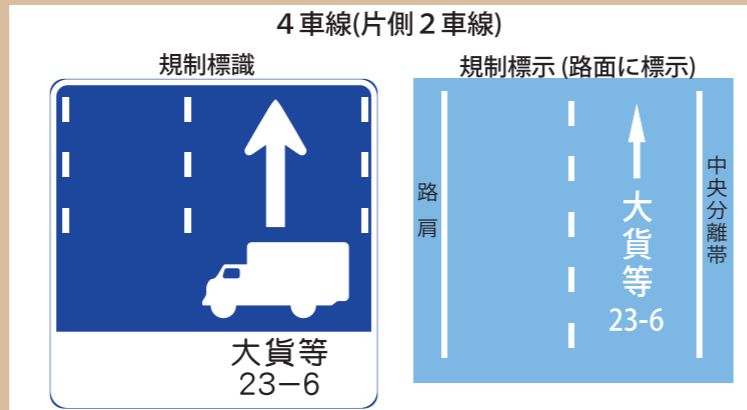 4車線(片側2車線)
規制標識
規制標示(路面に標示)
大貨等
23-6
路肩
大貨等
23-6
中央分離帯